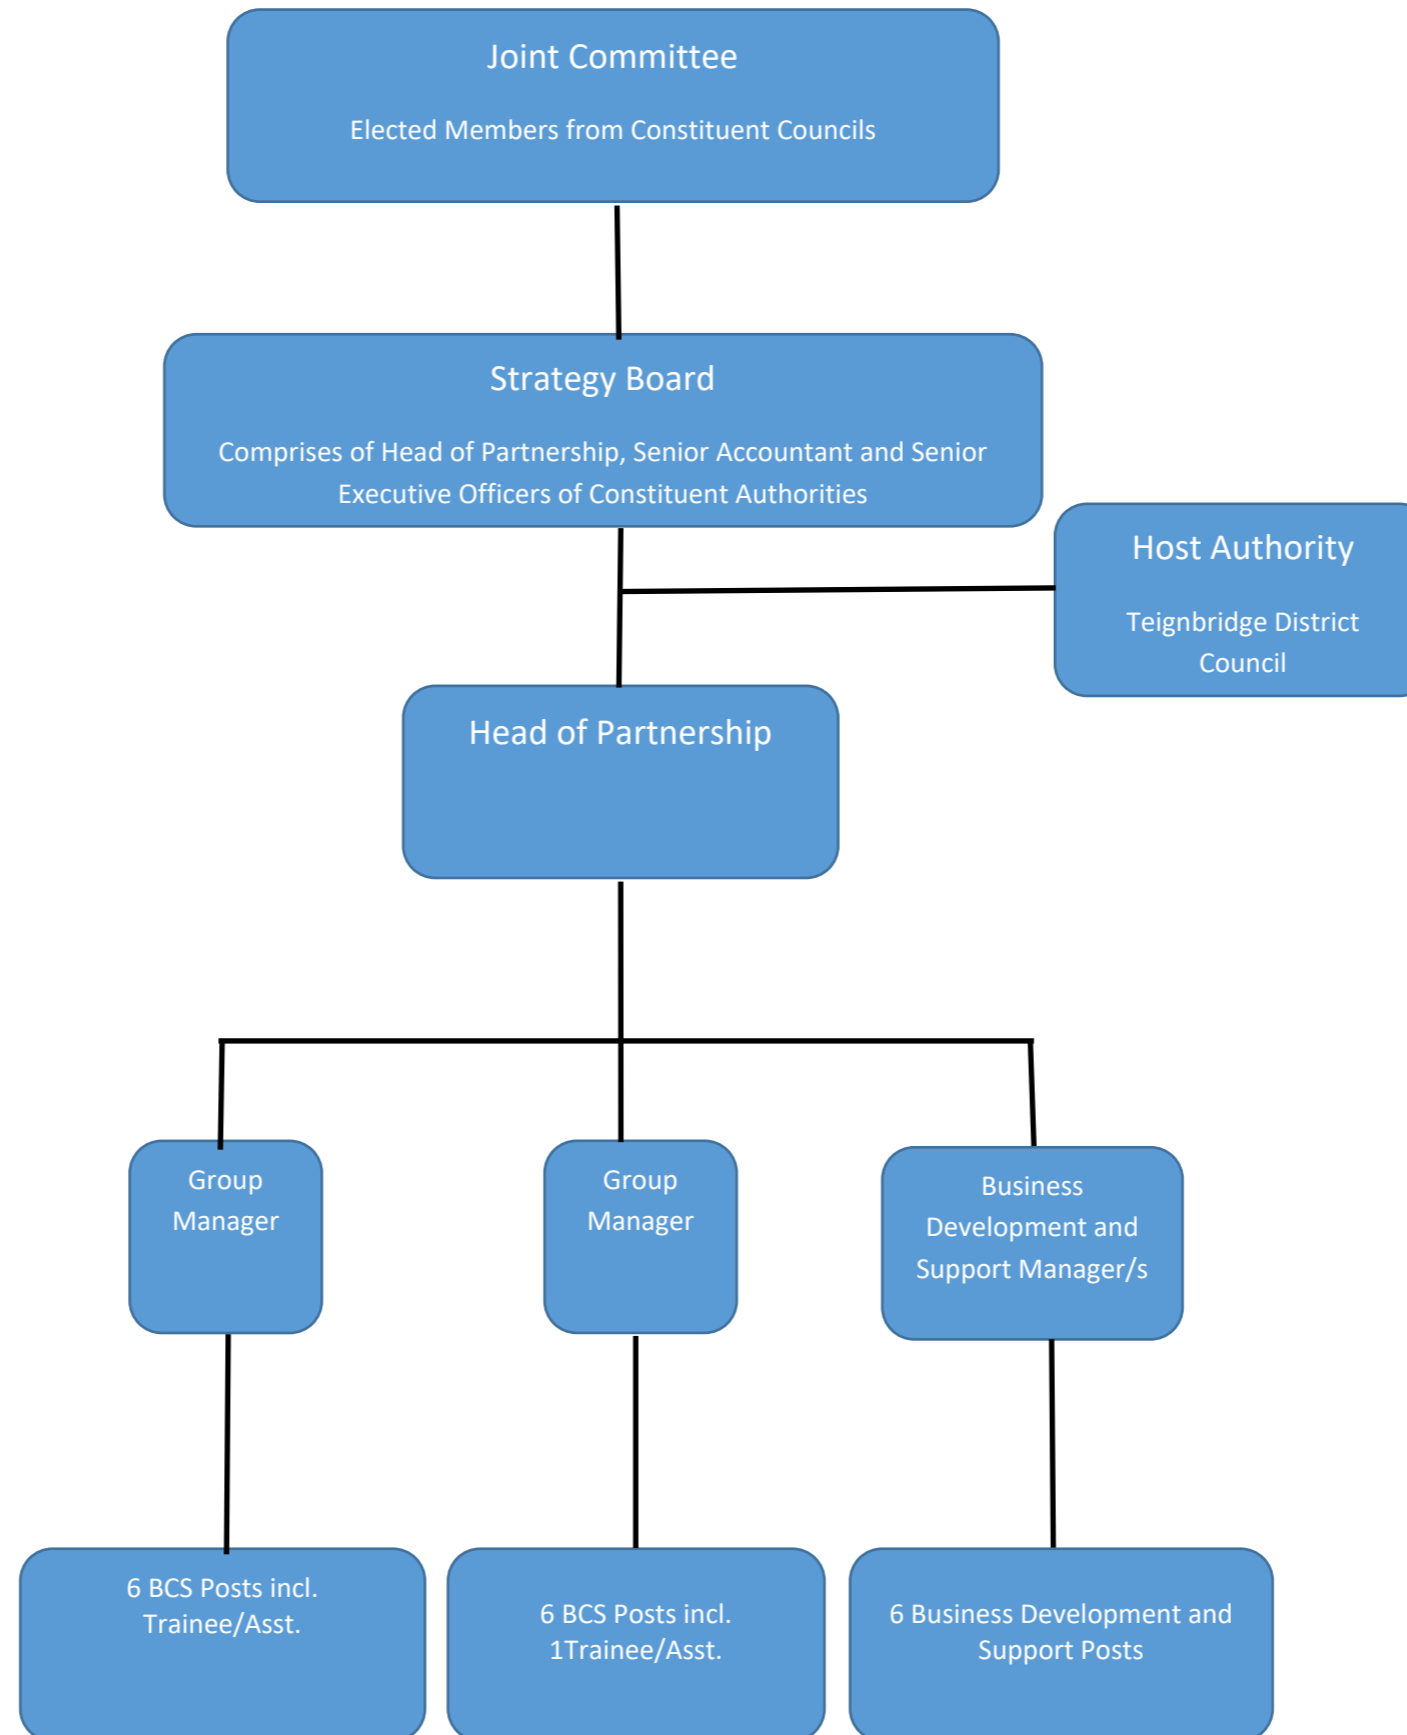 Joint Committee
Elected Members from Constituent Councils
Strategy Board
Comprises of Head of Partnership, Senior Accountant and Senior
Executive Officers of Constituent Authorities
Host Authority
Teignbridge District
Council
Head of Partnership
Group
Manager
Group
Manager
Business
Development and
Support Manager/s
6 BCS Posts incl.
Trainee/Asst.
6 BCS Posts incl.
1Trainee/Asst.
6 Business Development and
Support Posts